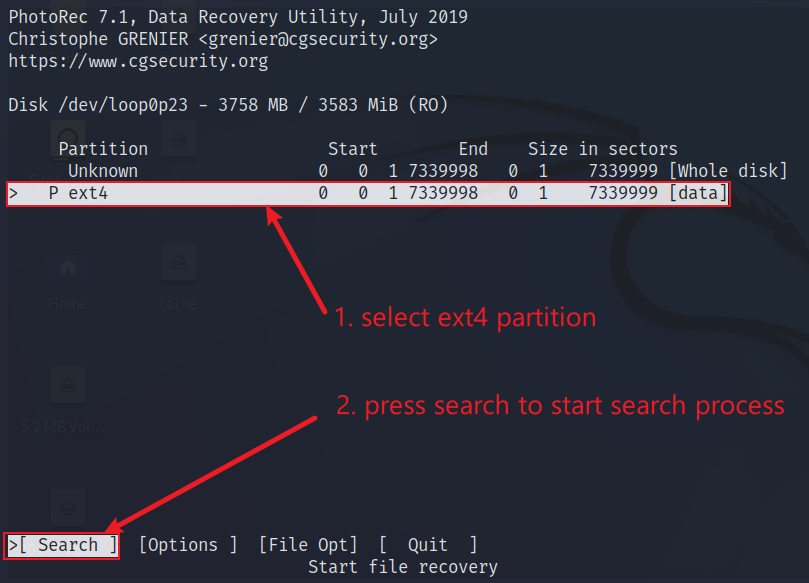 PhotoRec 7.1, Data Recovery Utility, July 2019
Christophe GRENIER <grenier@cgsecurity.org>
https://www.cgsecurity.org
Disk /dev/loop0p23 - 3758 MB / 3583 MiB (RO)
Partition Start End Size in sectors
Unknown 0 0 1 7339998 0 1 7339999 [Whole disk]
> P ext4 0 0 1 7339998 0 1 7339999 [data]
Home cache
1. select ext4 partition
2. press search to start search process
5.2 MB Vol...
>[ Search ] [Options ] [File Opt] [ Quit ]
Start file recovery